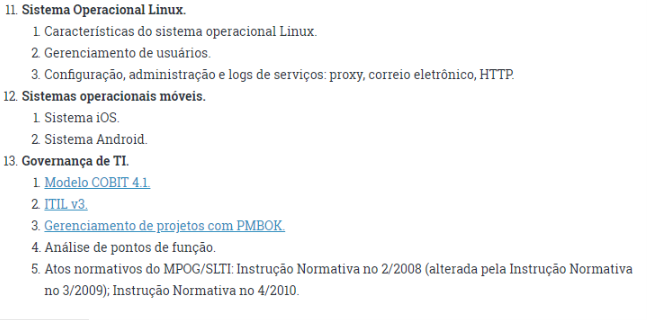 11. Sistema Operacional Linux.
1. Características do sistema operacional Linux.
2. Gerenciamento de usuários.
3. Configuração, administração e logs de serviços: proxy, correio eletrônico, HTTP.
12. Sistemas operacionais móveis.
1. Sistema iOS.
2. Sistema Android.
13. Governança de TI.
1. Modelo COBIT 4.1.
2. ITIL v3.
3. Gerenciamento de projetos com PMBOK.
4. Análise de pontos de função.
5. Atos normativos do MPOG/SLTI: Instrução Normativa no 2/2008 (alterada pela Instrução Normativa
no 3/2009); Instrução Normativa no 4/2010.